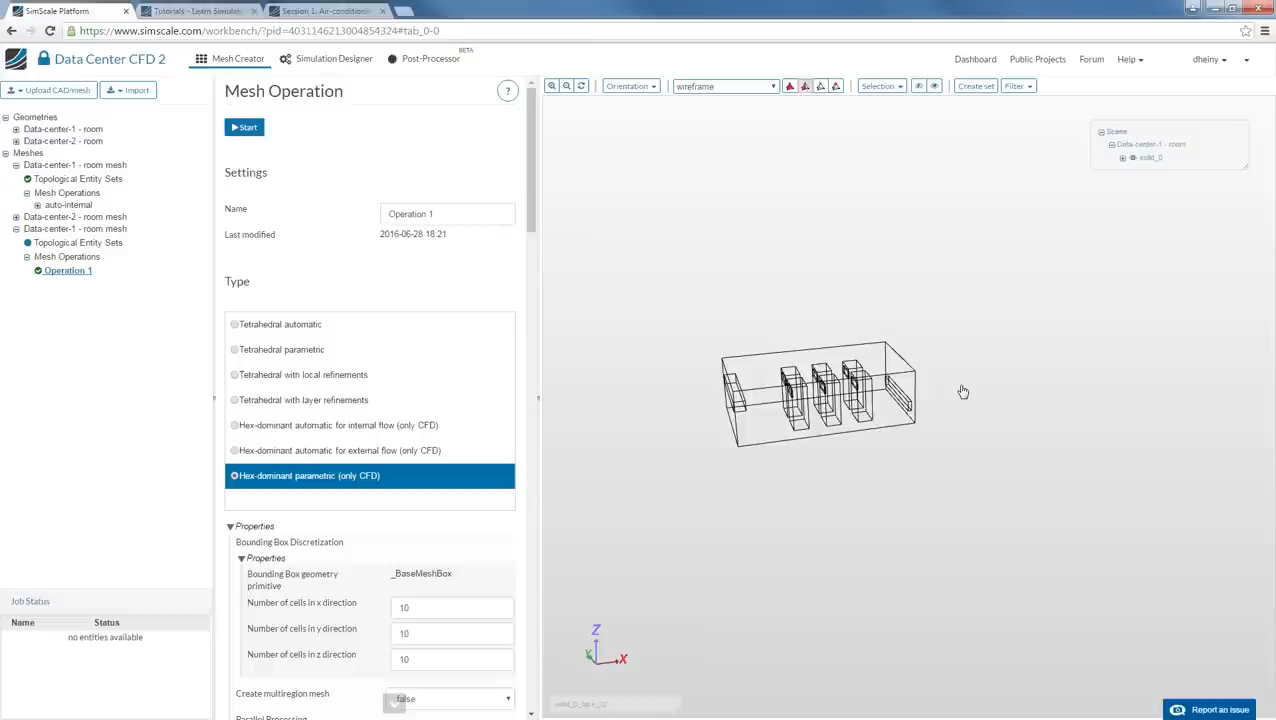 SimScale Platform
Tutorials - Learn Simulat
Session 1. Air-conditionin
https://www.simscale.com/workbench/?pid=4031146213004854324#tab_0-0
Data Center CFD 2
Mesh Creator
Simulation Designer
Post-Processor
BETA
Dashboard
Public Projects
Forum
Help
dheiny
Upload CAD/mesh
Import
Geometries
Data-center-1 - room
Data-center-2 - room
Meshes
Data-center-1 - room mesh
Topological Entity Sets
Mesh Operations
auto-internal
Data-center-2 - room mesh
Data-center-1 - room mesh
Topological Entity Sets
Mesh Operations
Operation 1
Job Status
Name Status
no entities available
Mesh Operation
?
Start
Settings
Name Operation 1
Last modified 2016-06-28 18:21
Type
Tetrahedral automatic
Tetrahedral parametric
Tetrahedral with local refinements
Tetrahedral with layer refinements
Hex-dominant automatic for internal flow (only CFD)
Hex-dominant automatic for external flow (only CFD)
Hex-dominant parametric (only CFD)
Properties
Bounding Box Discretization
Properties
Bounding Box geometry _BaseMeshBox
primitive
Number of cells in x direction 10
Number of cells in y direction 10
Number of cells in z direction 10
Create multiregion mesh false
Parallel Processing
Orientation
wireframe
Selection
Create set
Filter
Scene
Data-center-1 - room
solid_0
Z
Y
X
Report an issue